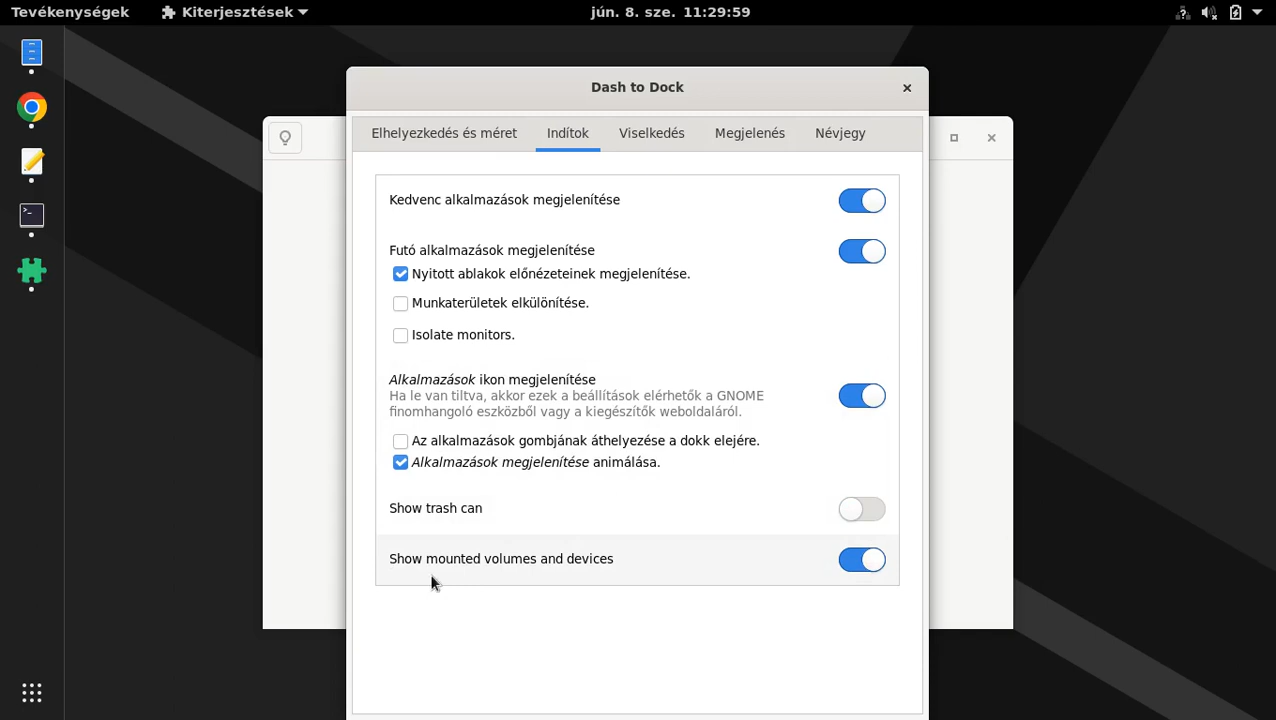 Tevékenységek
Kiterjesztések
jún. 8. sze. 11:29:59
Dash to Dock
Elhelyezkedés és méret
Indítok
Viselkedés
Megjelenés
Névjegy
Kedvenc alkalmazások megjelenítése
Futó alkalmazások megjelenítése
Nyitott ablakok előnézeteinek megjelenítése.
Munkaterületek elkülönítése.
Isolate monitors.
Alkalmazások ikon megjelenítése
Ha le van tiltva, akkor ezek a beállítások elérhetők a GNOME
finomhangoló eszközből vagy a kiegészítők weboldaláról.
Az alkalmazások gombjának áthelyezése a dokk elejére.
Alkalmazások megjelenítése animálása.
Show trash can
Show mounted volumes and devices